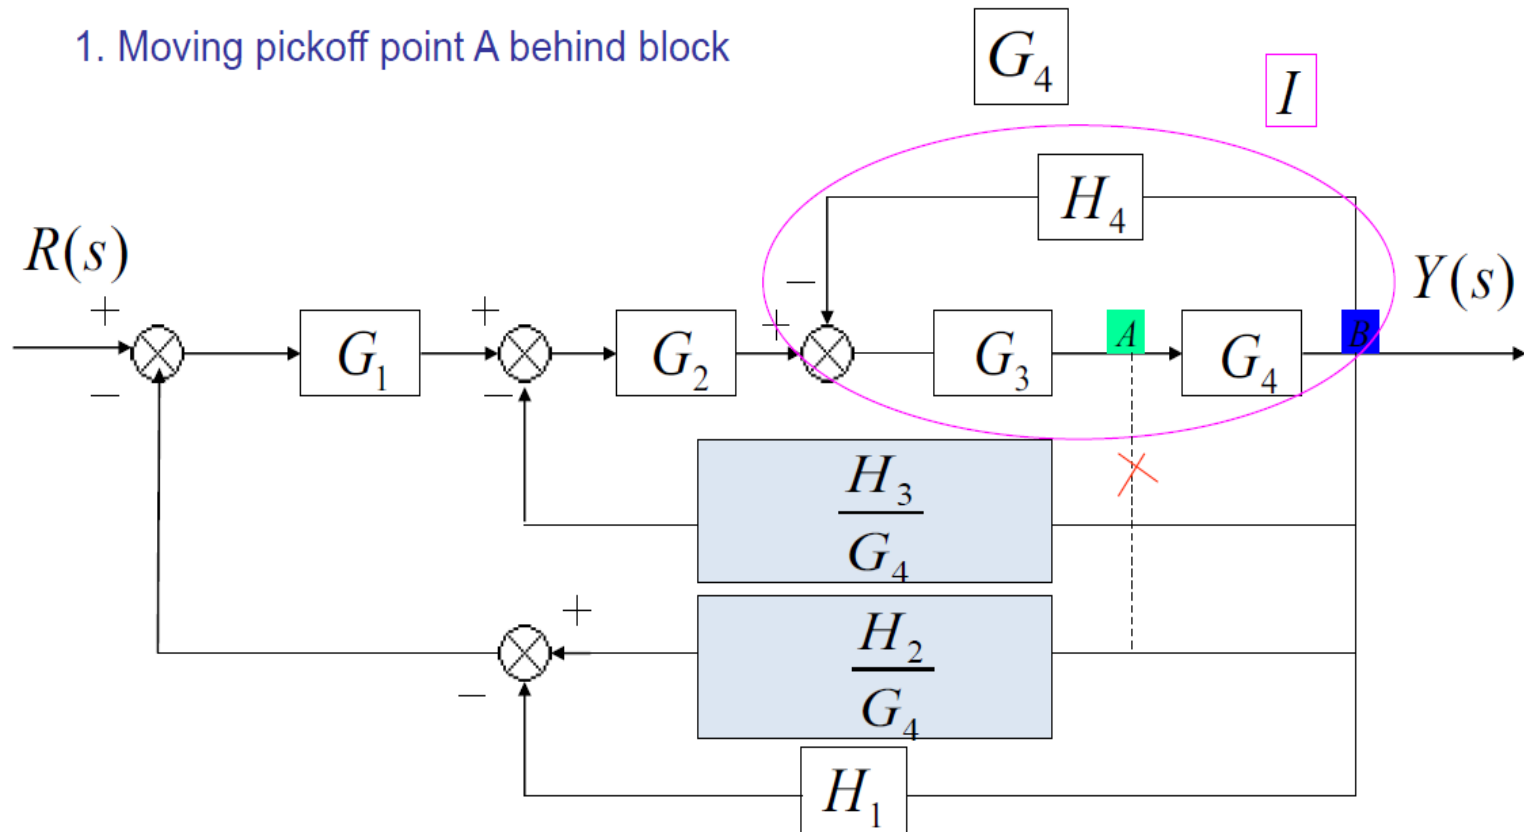 1. Moving pickoff point A behind block
G₄
I
H₄
R(s)
Y(s)
+
−
+
−
+
−
G₁
G₂
G₃
A
G₄
B
H₃
G₄
+
−
H₂
G₄
H₁